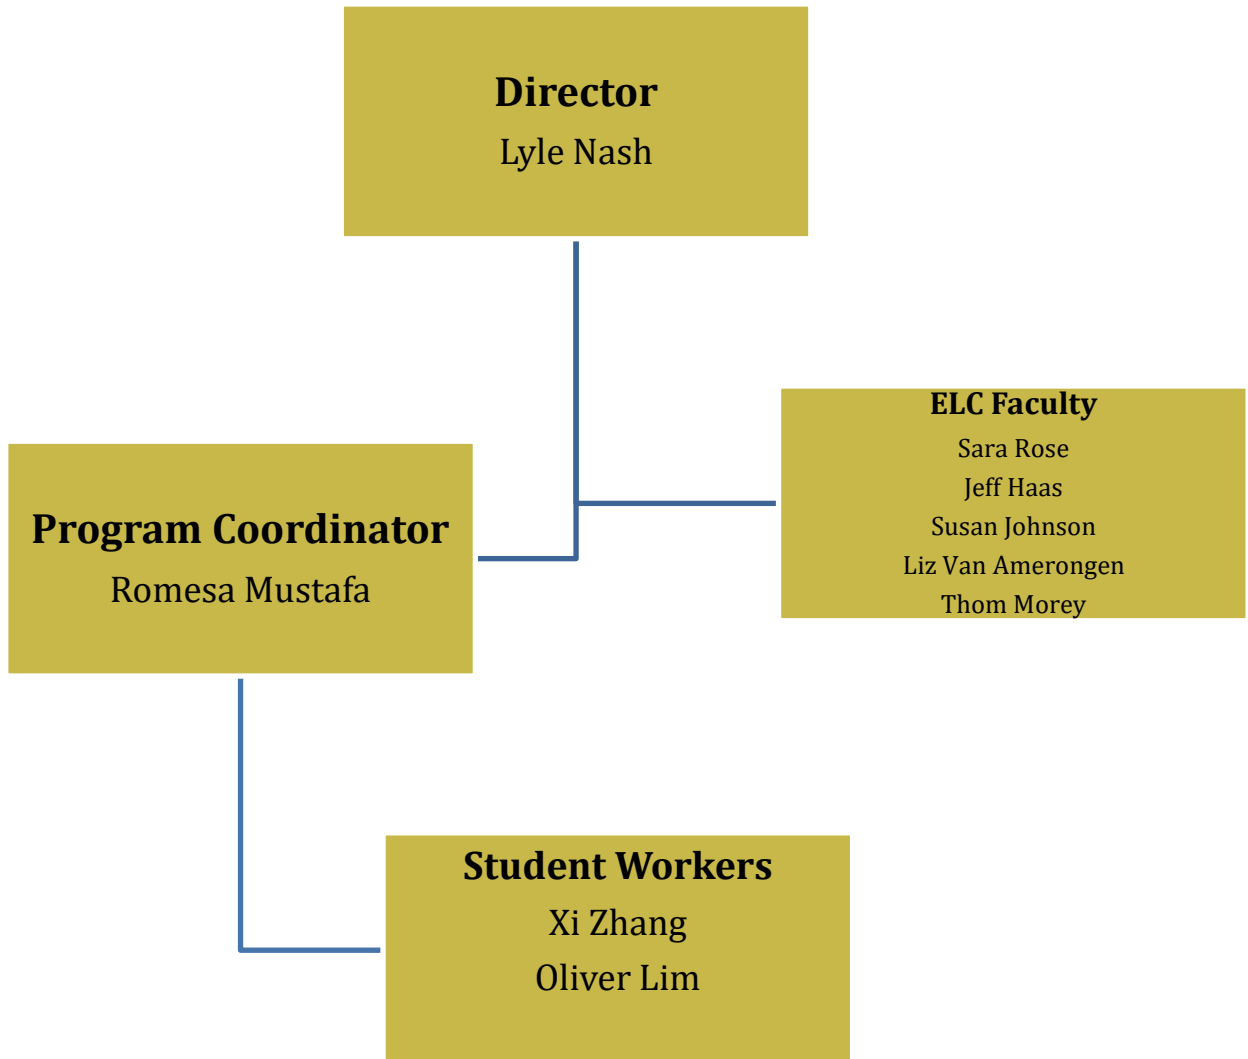 Director
Lyle Nash
ELC Faculty
Sara Rose
Jeff Haas
Susan Johnson
Liz Van Amerongen
Thom Morey
Program Coordinator
Romesa Mustafa
Student Workers
Xi Zhang
Oliver Lim